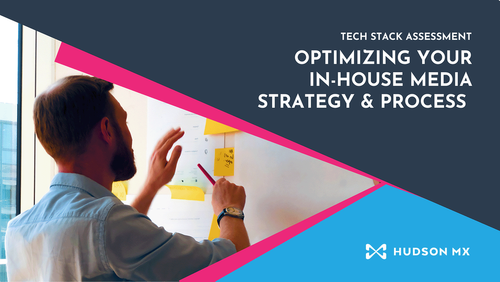 TECH STACK ASSESSMENT
OPTIMIZING YOUR
IN-HOUSE MEDIA
STRATEGY & PROCESS
HUDSON MX